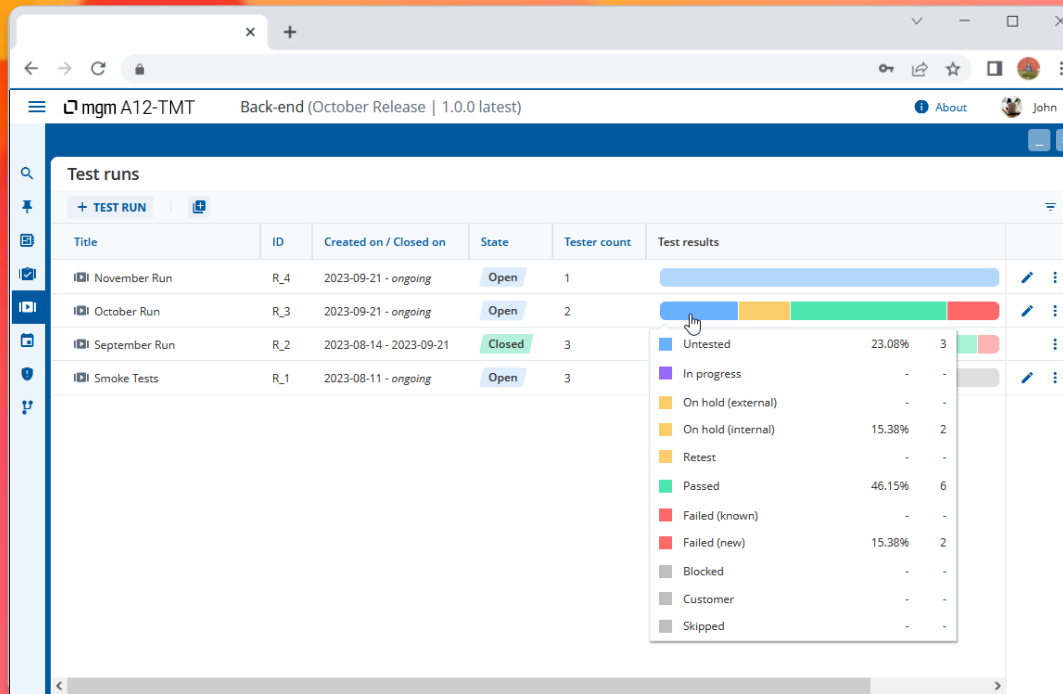 mgm A12-TMT Back-end (October Release | 1.0.0 latest) About John
Test runs
+ TEST RUN
Title ID Created on / Closed on State Tester count Test results
November Run R_4 2023-09-21 - ongoing Open 1
October Run R_3 2023-09-21 - ongoing Open 2
September Run R_2 2023-08-14 - 2023-09-21 Closed 3
Smoke Tests R_1 2023-08-11 - ongoing Open 3
Untested 23.08% 3
In progress - -
On hold (external) - -
On hold (internal) 15.38% 2
Retest - -
Passed 46.15% 6
Failed (known) - -
Failed (new) 15.38% 2
Blocked - -
Customer - -
Skipped - -